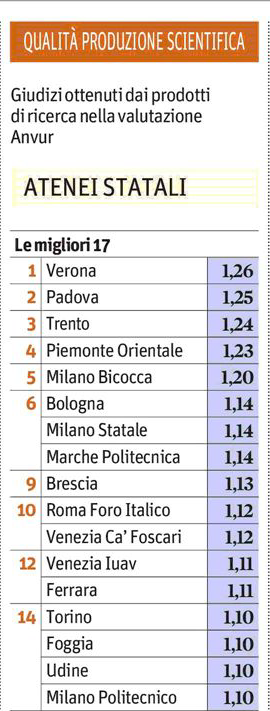 QUALITÀ PRODUZIONE SCIENTIFICA
Giudizi ottenuti dai prodotti
di ricerca nella valutazione
Anvur
ATENEI STATALI
Le migliori 17
1 Verona 1,26
2 Padova 1,25
3 Trento 1,24
4 Piemonte Orientale 1,23
5 Milano Bicocca 1,20
6 Bologna 1,14
Milano Statale 1,14
Marche Politecnica 1,14
9 Brescia 1,13
10 Roma Foro Italico 1,12
Venezia Ca' Foscari 1,12
12 Venezia Iuav 1,11
Ferrara 1,11
14 Torino 1,10
Foggia 1,10
Udine 1,10
Milano Politecnico 1,10